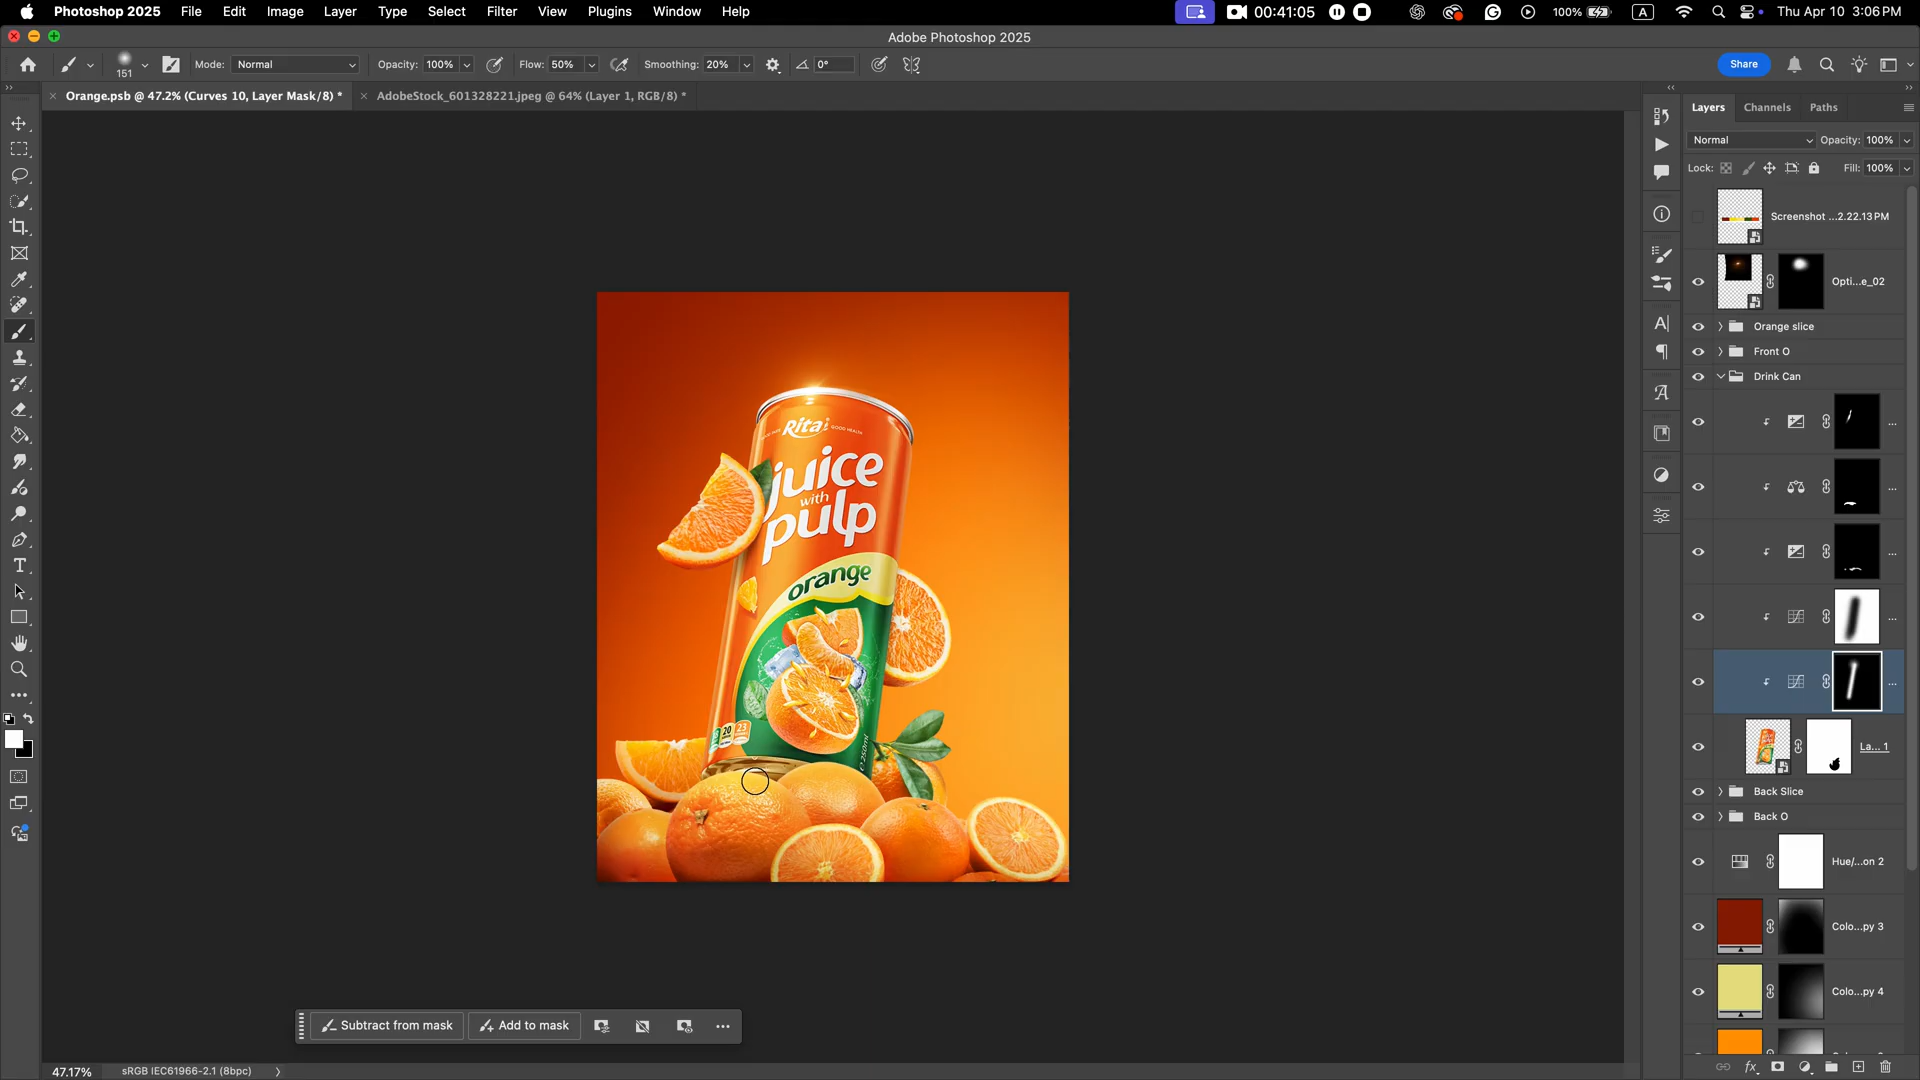 Photoshop 2025 File Edit Image Layer Type Select Filter View Plugins Window Help 00:41:05 100% A Thu Apr 10 3:06 PM
Adobe Photoshop 2025
151 Mode: Normal Opacity: 100% Flow: 50% Smoothing: 20% 0° Share
Orange.psb @ 47.2% (Curves 10, Layer Mask/8) * AdobeStock_601328221.jpeg @ 64% (Layer 1, RGB/8) *
Layers Channels Paths
Normal Opacity: 100%
Lock: Fill: 100%
Screenshot ...2.22.13 PM
Opti...e_02
Orange slice
Front O
Drink Can
...
...
...
...
...
La... 1
Back Slice
Back O
Hue/...on 2
Colo...py 3
Colo...py 4
Rita
GOOD HEALTH
juice
with
pulp
orange
20 23
e 250ml
Subtract from mask Add to mask
47.17% sRGB IEC61966-2.1 (8bpc)